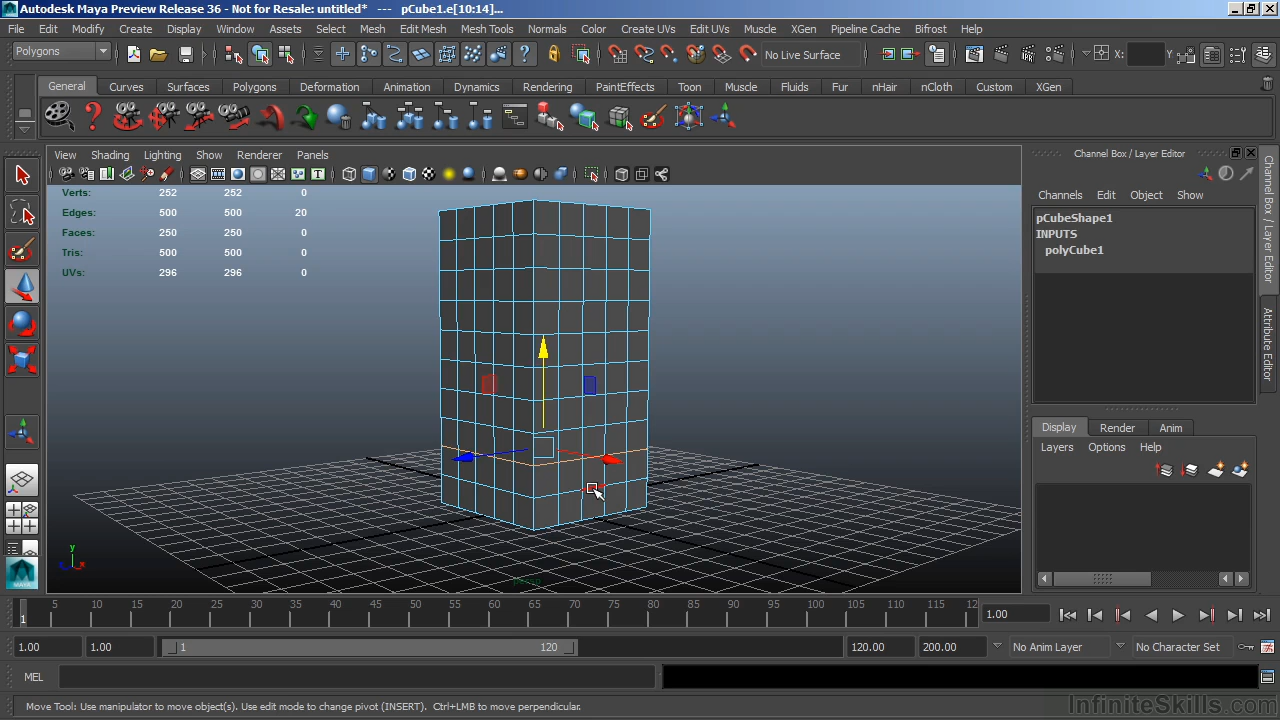 Autodesk Maya Preview Release 36 - Not for Resale: untitled* --- pCube1.e[10:14]...
File Edit Modify Create Display Window Assets Select Mesh Edit Mesh Mesh Tools Normals Color Create UVs Edit UVs Muscle XGen Pipeline Cache Bifrost Help
Polygons No Live Surface X: Y
General Curves Surfaces Polygons Deformation Animation Dynamics Rendering PaintEffects Toon Muscle Fluids Fur nHair nCloth Custom XGen
View Shading Lighting Show Renderer Panels
Channel Box / Layer Editor
Verts: 252 252 0
Edges: 500 500 20
Faces: 250 250 0
Tris: 500 500 0
UVs: 296 296 0
persp
y
Channels Edit Object Show
pCubeShape1
INPUTS
polyCube1
Channel Box / Layer Editor
Attribute Editor
Display Render Anim
Layers Options Help
1 5 10 15 20 25 30 35 40 45 50 55 60 65 70 75 80 85 90 95 100 105 110 115 12 1.00
1.00 1.00 1 120 120.00 200.00 No Anim Layer No Character Set
MEL
Move Tool: Use manipulator to move object(s). Use edit mode to change pivot (INSERT). Ctrl+LMB to move perpendicular.
InfiniteSkills.com